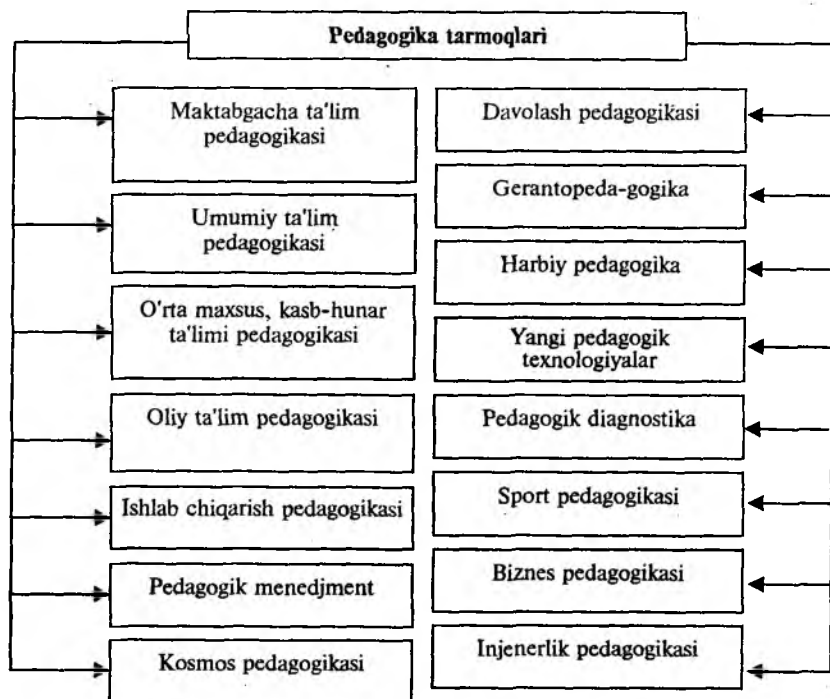 Pedagogika tarmoqlari
Maktabgacha ta'lim
pedagogikasi
Umumiy ta'lim
pedagogikasi
O'rta maxsus, kasb-hunar
ta'limi pedagogikasi
Oliy ta'lim pedagogikasi
Ishlab chiqarish pedagogikasi
Pedagogik menedjment
Kosmos pedagogikasi
Davolash pedagogikasi
Gerantopeda-gogika
Harbiy pedagogika
Yangi pedagogik
texnologiyalar
Pedagogik diagnostika
Sport pedagogikasi
Biznes pedagogikasi
Injenerlik pedagogikasi